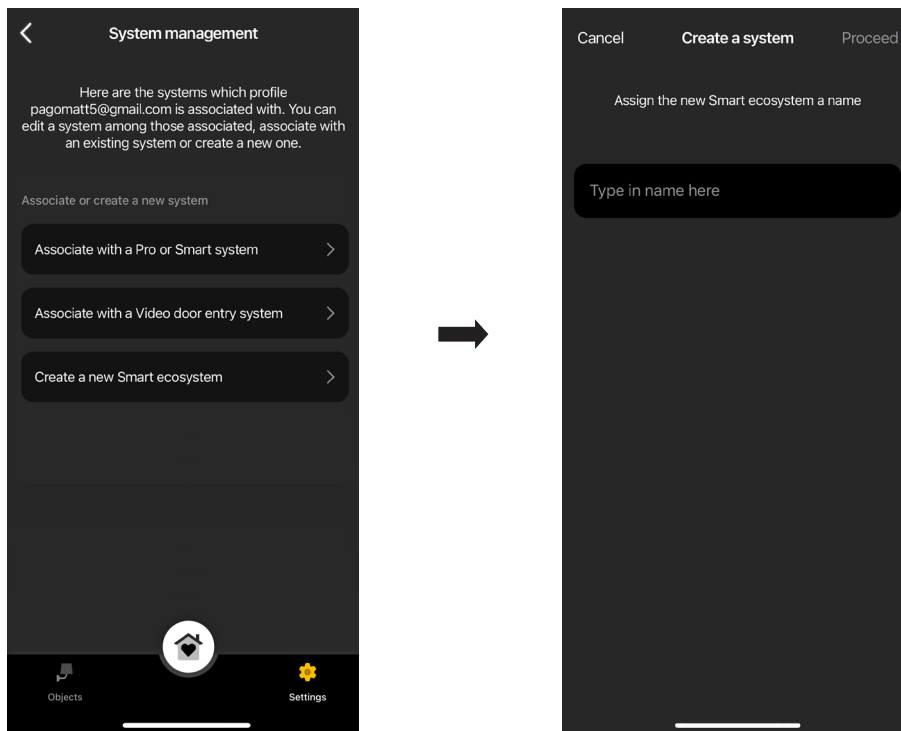 System management
Here are the systems which profile
pagomatt5@gmail.com is associated with. You can
edit a system among those associated, associate with
an existing system or create a new one.
Associate or create a new system
Associate with a Pro or Smart system
Associate with a Video door entry system
Create a new Smart ecosystem
Objects
Settings
Cancel
Create a system
Proceed
Assign the new Smart ecosystem a name
Type in name here